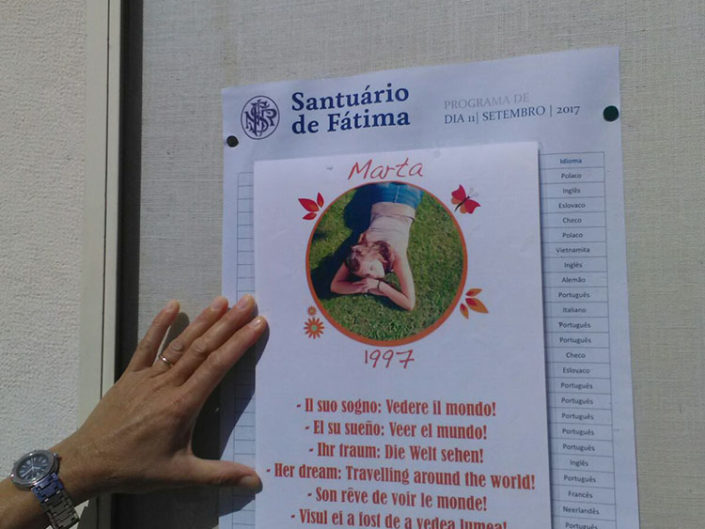 Santuário
de Fátima
PROGRAMA DE
DIA 11| SETEMBRO | 2017
Marta
1997
- Il suo sogno: Vedere il mondo!
- El su sueño: Veer el mundo!
- Ihr traum: Die Welt sehen!
- Her dream: Travelling around the world!
- Son rêve de voir le monde!
- Visul ei a fost de a vedea lumea!
Idioma
Polaco
Inglês
Eslovaco
Checo
Polaco
Vietnamita
Inglês
Alemão
Português
Italiano
Português
Português
Checo
Eslovaco
Português
Português
Português
Português
Português
Inglês
Português
Francês
Neerlandês
Português